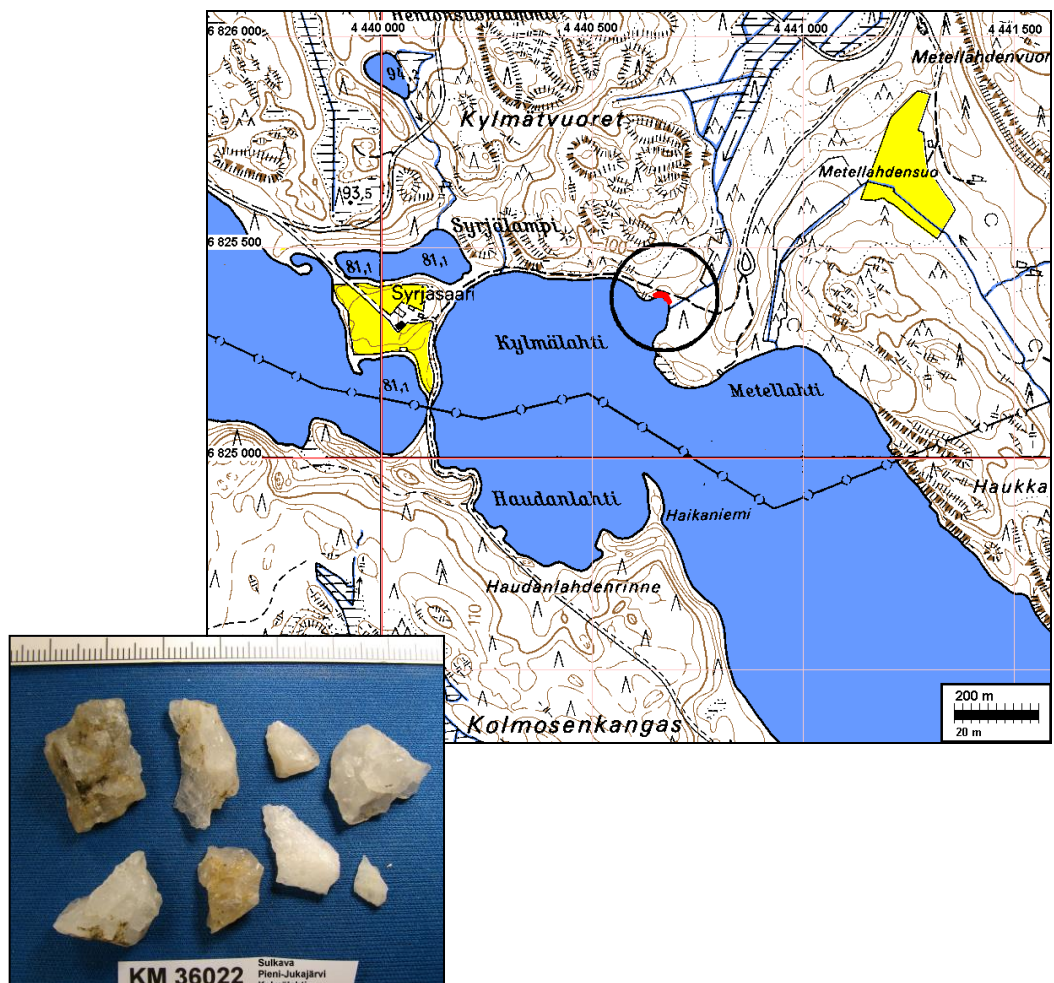 4 440 000
4 440 500
4 441 000
4 441 500
6 826 000
Metellahdenvuor
94,2
Kylmätvuoret
Metellahdensuo
93,5
Syrjälampi
100
6 825 500
81,1
81,1
Syrjäsaari
Kylmälahti
81,1
Metellahti
6 825 000
Haudanlahti
Haukka
Haikaniemi
Haudanlahdenrinne
110
200 m
20 m
Kolmosenkangas
Sulkava
KM 36022
Pieni-Jukajärvi